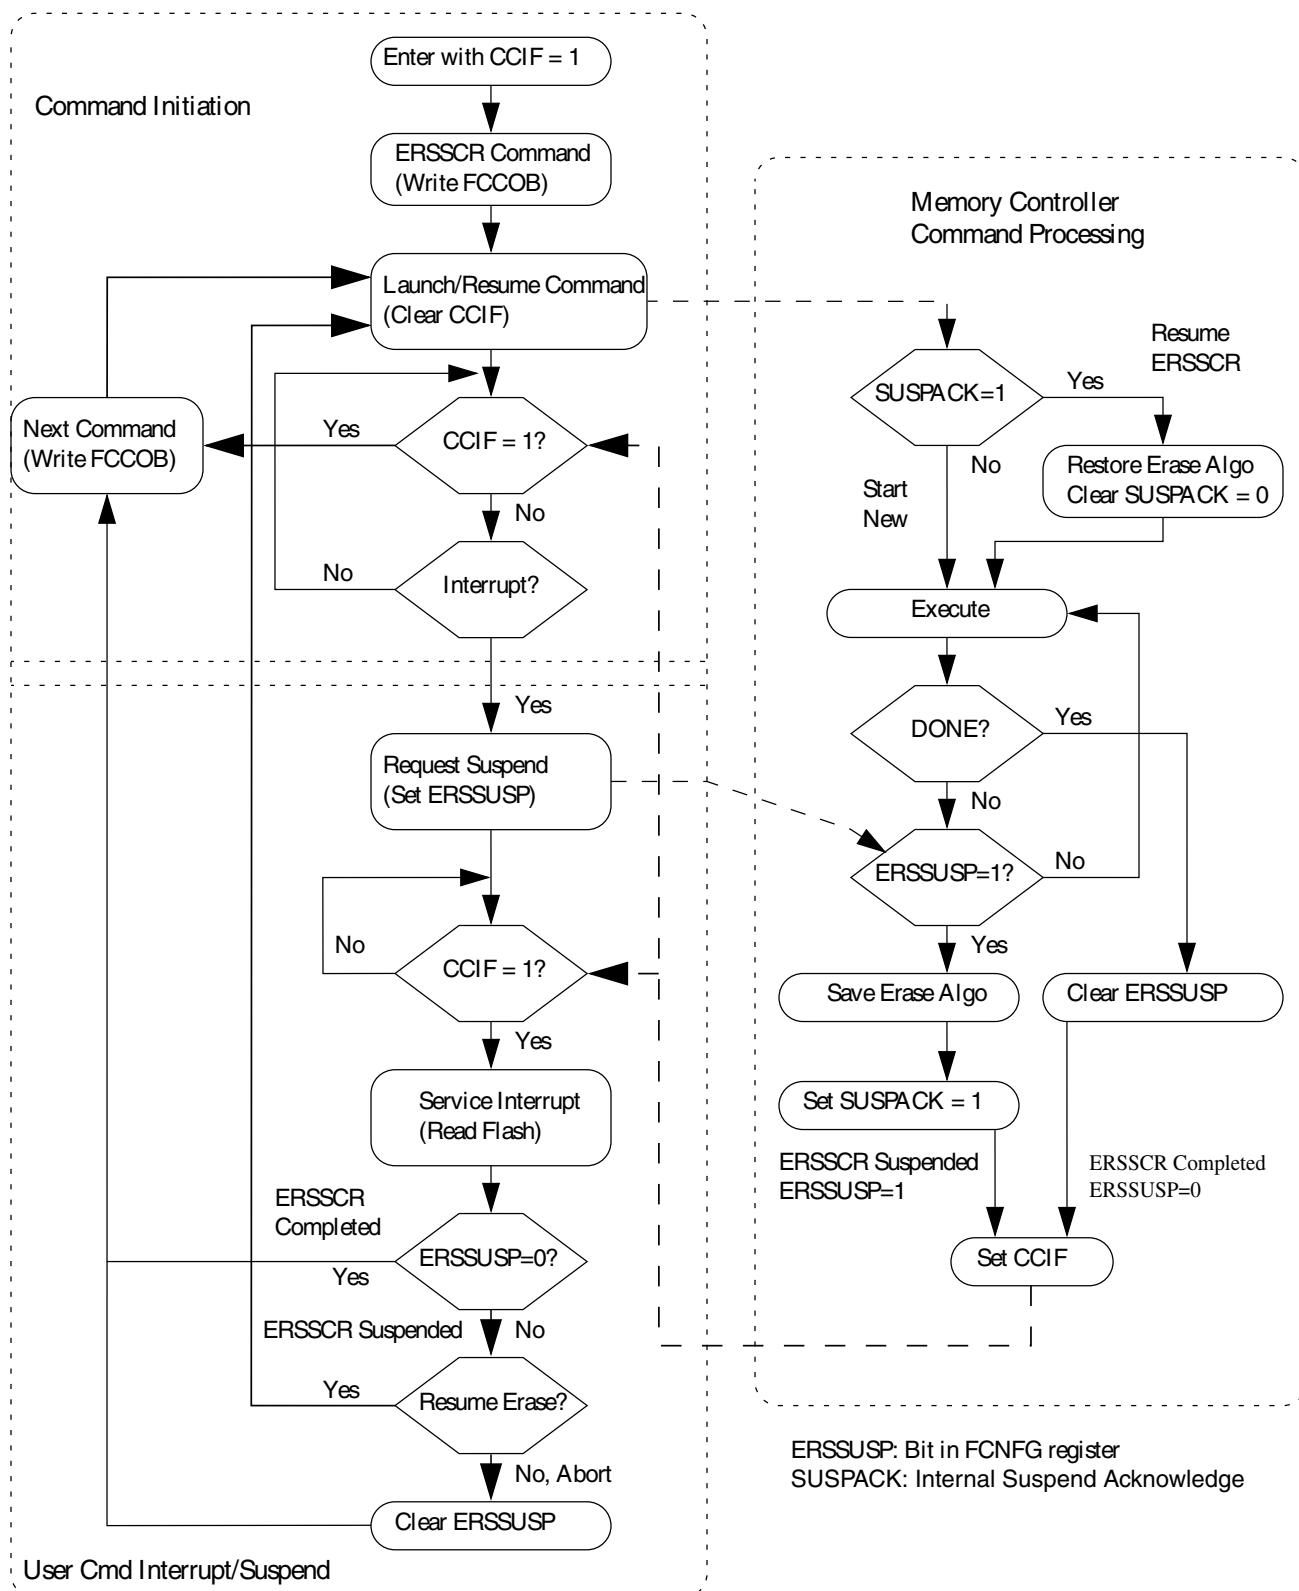 Enter with CCIF = 1
Command Initiation
ERSSCR Command
(Write FCCOB)
Launch/Resume Command
(Clear CCIF)
Next Command
(Write FCCOB)
Yes
CCIF = 1?
No
No
Interrupt?
Yes
Request Suspend
(Set ERSSUSP)
No
CCIF = 1?
Yes
Service Interrupt
(Read Flash)
ERSSCR
Completed
ERSSUSP=0?
Yes
ERSSCR Suspended
No
Yes
Resume Erase?
No, Abort
Clear ERSSUSP
User Cmd Interrupt/Suspend
Memory Controller
Command Processing
Resume
ERSSCR
SUSPACK=1
Yes
No
Restore Erase Algo
Clear SUSPACK = 0
Start
New
Execute
DONE?
Yes
No
ERSSUSP=1?
No
Yes
Save Erase Algo
Clear ERSSUSP
Set SUSPACK = 1
ERSSCR Suspended
ERSSUSP=1
ERSSCR Completed
ERSSUSP=0
Set CCIF
ERSSUSP: Bit in FCNFG register
SUSPACK: Internal Suspend Acknowledge